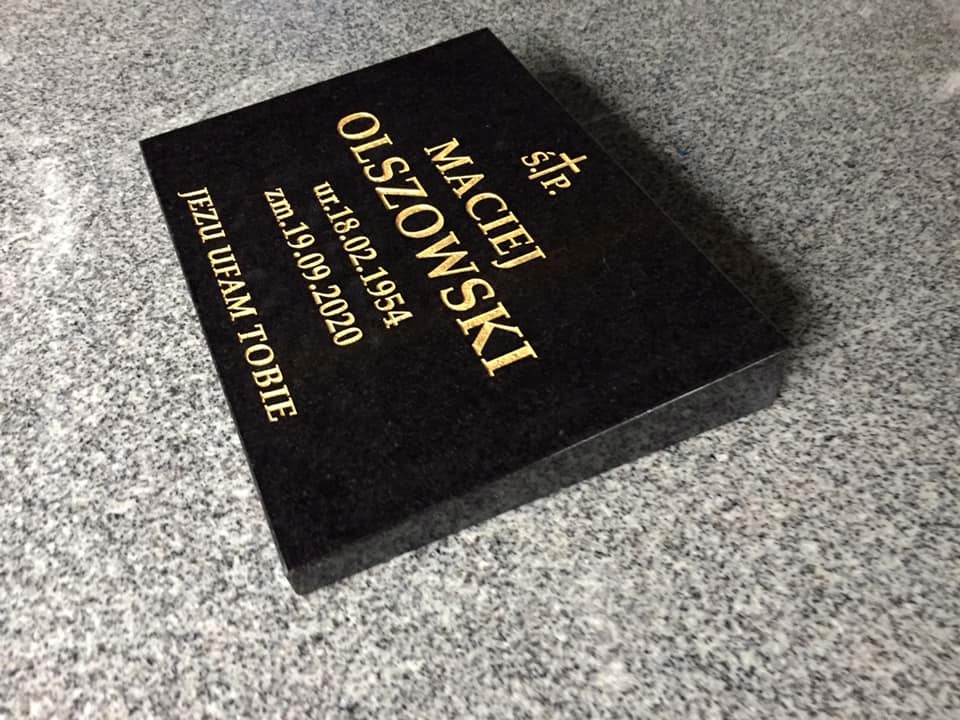 Ś.†P.
MACIEJ
OLSZOWSKI
ur.18.02.1954
zm.19.09.2020
JEZU UFAM TOBIE